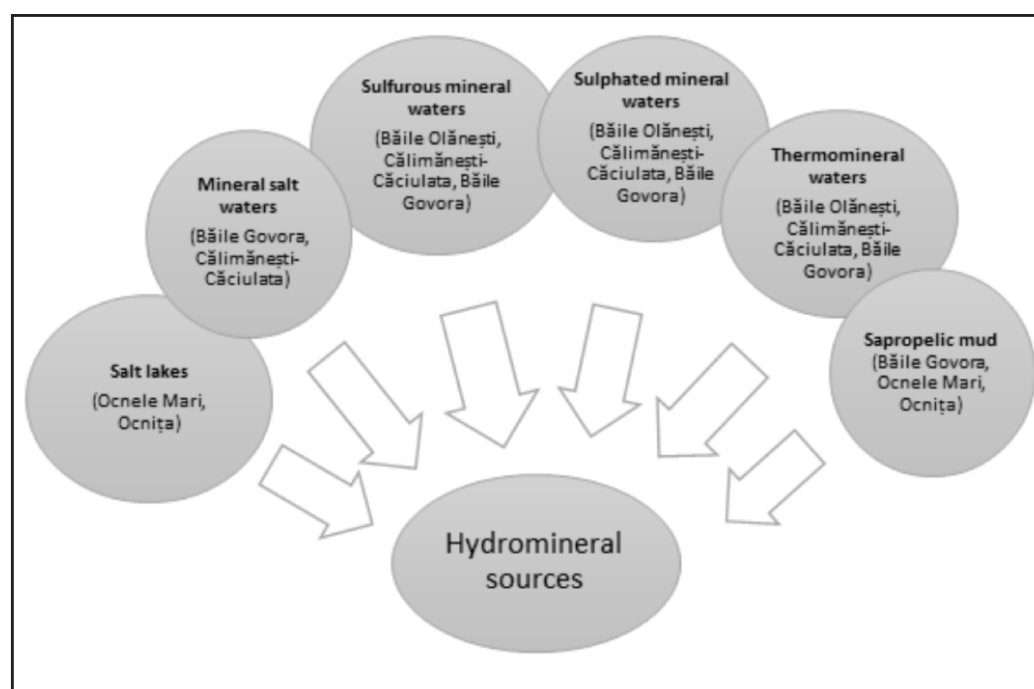 Sulfurous mineral
waters
(Băile Olănești,
Călimănești-
Căciulata, Băile
Govora)
Sulphated mineral
waters
(Băile Olănești,
Călimănești-
Căciulata, Băile
Govora)
Mineral salt
waters
(Băile Govora,
Călimănești-
Căciulata)
Thermomineral
waters
(Băile Olănești,
Călimănești-
Căciulata, Băile
Govora)
Salt lakes
(Ocnele Mari,
Ocnița)
Sapropelic mud
(Băile Govora,
Ocnele Mari,
Ocnița)
Hydromineral
sources